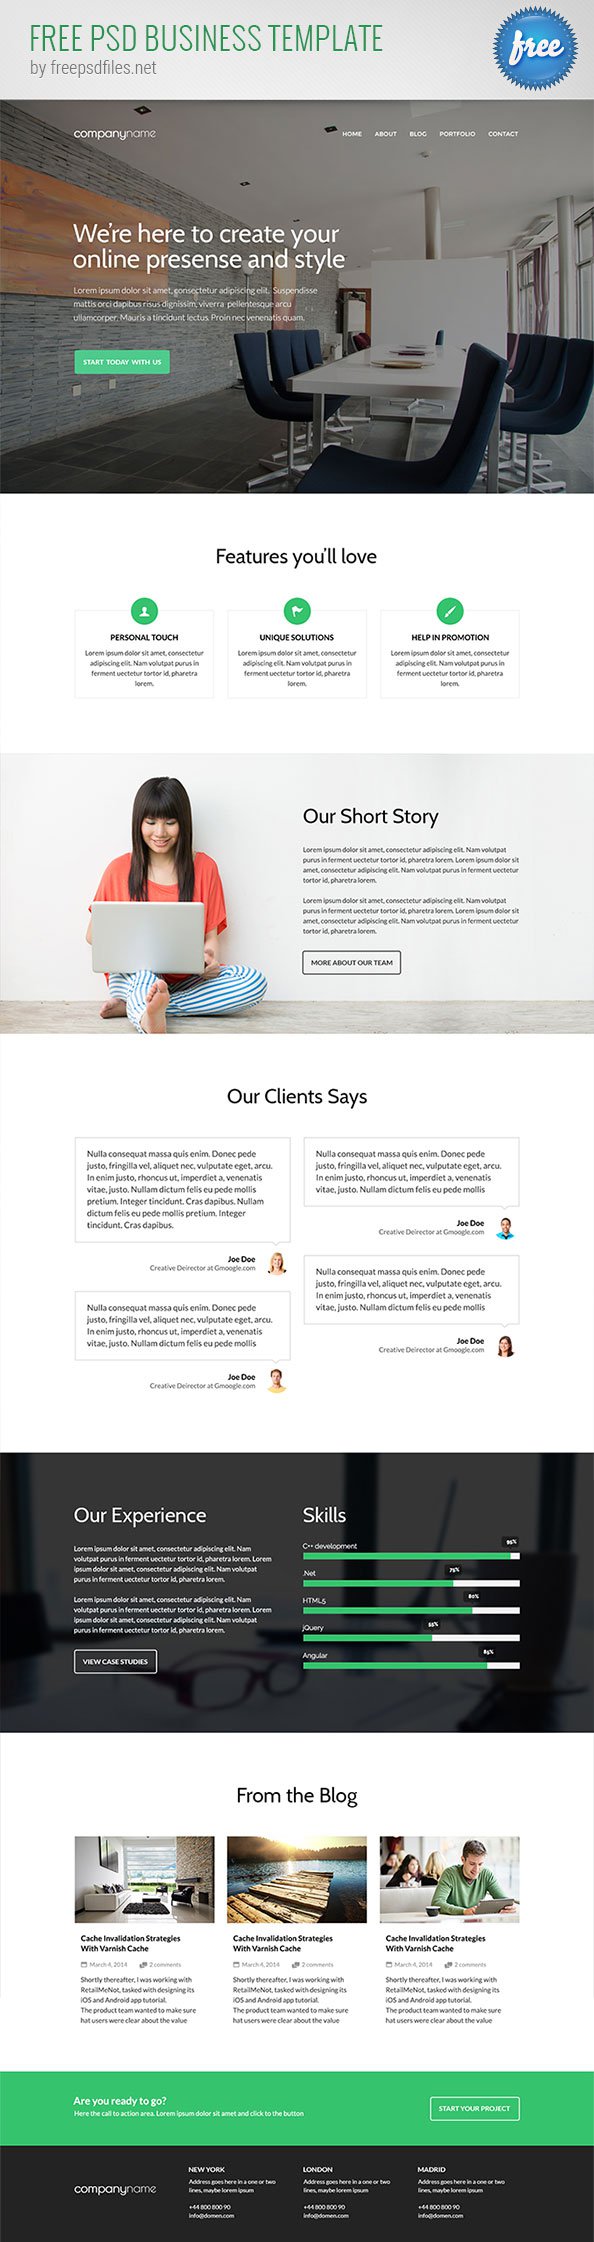 FREE PSD BUSINESS TEMPLATE
by freepsdfiles.net
free
companyname
HOME ABOUT BLOG PORTFOLIO CONTACT
We're here to create your
online presense and style
Lorem ipsum dolor sit amet, consectetur adipiscing elit. Suspendisse
mattis orci dapibus risus dignissim, viverra pellentesque arcu
ullamcorper. Mauris a tincidunt lectus. Proin nec venenatis quam.
START TODAY WITH US
Features you'll love
PERSONAL TOUCH
Lorem ipsum dolor sit amet, consectetur
adipiscing elit. Nam volutpat purus in
ferment uectetur tortor id, pharetra
lorem.
UNIQUE SOLUTIONS
Lorem ipsum dolor sit amet, consectetur
adipiscing elit. Nam volutpat purus in
ferment uectetur tortor id, pharetra
lorem.
HELP IN PROMOTION
Lorem ipsum dolor sit amet, consectetur
adipiscing elit. Nam volutpat purus in
ferment uectetur tortor id, pharetra
lorem.
Our Short Story
Lorem ipsum dolor sit amet, consectetur adipiscing elit. Nam volutpat
purus in ferment uectetur tortor id, pharetra lorem. Lorem ipsum dolor
sit amet, consectetur adipiscing elit. Nam volutpat purus in ferment uectetur
tortor id, pharetra lorem.
Lorem ipsum dolor sit amet, consectetur adipiscing elit. Nam volutpat
purus in ferment uectetur tortor id, pharetra lorem. Lorem ipsum dolor
sit amet, consectetur adipiscing elit. Nam volutpat purus in ferment uectetur
tortor id, pharetra lorem.
MORE ABOUT OUR TEAM
Our Clients Says
Nulla consequat massa quis enim. Donec pede
justo, fringilla vel, aliquet nec, vulputate eget, arcu.
In enim justo, rhoncus ut, imperdiet a, venenatis
vitae, justo. Nullam dictum felis eu pede mollis
pretium. Integer tincidunt. Cras dapibus. Nullam
dictum felis eu pede mollis pretium. Integer
tincidunt. Cras dapibus.
Joe Doe
Creative Deirector at Gmoogle.com
Nulla consequat massa quis enim. Donec pede
justo, fringilla vel, aliquet nec, vulputate eget, arcu.
In enim justo, rhoncus ut, imperdiet a, venenatis
vitae, justo. Nullam dictum felis eu pede mollis
Joe Doe
Creative Deirector at Gmoogle.com
Nulla consequat massa quis enim. Donec pede
justo, fringilla vel, aliquet nec, vulputate eget, arcu.
In enim justo, rhoncus ut, imperdiet a, venenatis
vitae, justo. Nullam dictum felis eu pede mollis
Joe Doe
Creative Deirector at Gmoogle.com
Nulla consequat massa quis enim. Donec pede
justo, fringilla vel, aliquet nec, vulputate eget, arcu.
In enim justo, rhoncus ut, imperdiet a, venenatis
vitae, justo. Nullam dictum felis eu pede mollis
Joe Doe
Creative Deirector at Gmoogle.com
Our Experience
Lorem ipsum dolor sit amet, consectetur adipiscing elit. Nam
volutpat purus in ferment uectetur tortor id, pharetra lorem. Lorem
ipsum dolor sit amet, consectetur adipiscing elit. Nam volutpat purus
in ferment uectetur tortor id, pharetra lorem.
Lorem ipsum dolor sit amet, consectetur adipiscing elit. Nam
volutpat purus in ferment uectetur tortor id, pharetra lorem. Lorem
ipsum dolor sit amet, consectetur adipiscing elit. Nam volutpat purus
in ferment uectetur tortor id, pharetra lorem.
VIEW CASE STUDIES
Skills
C++ development 95%
.Net 75%
HTML5 80%
jQuery 55%
Angular 85%
From the Blog
Cache Invalidation Strategies
With Varnish Cache
March 4, 2014 2 comments
Shortly thereafter, I was working with
RetailMeNot, tasked with designing its
iOS and Android app tutorial.
The product team wanted to make sure
hat users were clear about the value
Cache Invalidation Strategies
With Varnish Cache
March 4, 2014 2 comments
Shortly thereafter, I was working with
RetailMeNot, tasked with designing its
iOS and Android app tutorial.
The product team wanted to make sure
hat users were clear about the value
Cache Invalidation Strategies
With Varnish Cache
March 4, 2014 2 comments
Shortly thereafter, I was working with
RetailMeNot, tasked with designing its
iOS and Android app tutorial.
The product team wanted to make sure
hat users were clear about the value
Are you ready to go?
Here the call to action area. Lorem ipsum dolor sit amet and click to the button
START YOUR PROJECT
companyname
NEW YORK
Address goes here in a one or two
lines, maybe lorem ipsum
+44 800 800 90
info@domen.com
LONDON
Address goes here in a one or two
lines, maybe lorem ipsum
+44 800 800 90
info@domen.com
MADRID
Address goes here in a one or two
lines, maybe lorem ipsum
+44 800 800 90
info@domen.com